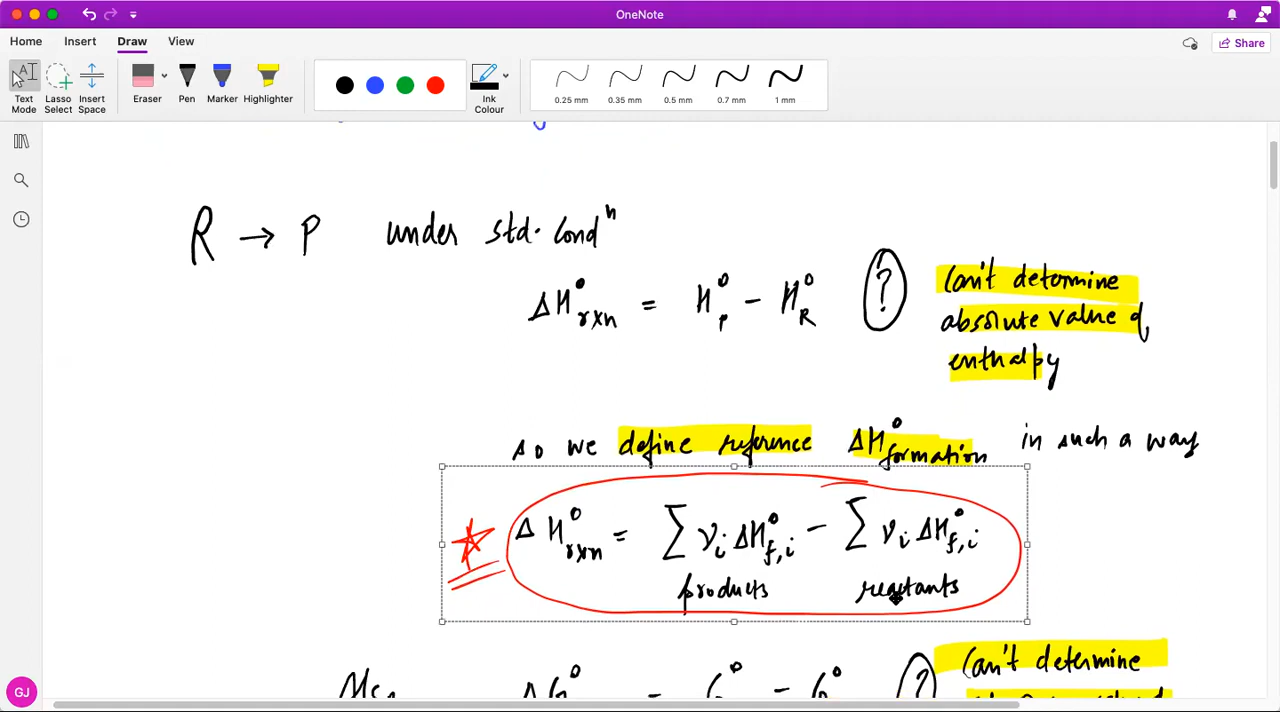 OneNote
Home Insert Draw View
Share
Text Mode
Lasso Select
Insert Space
Eraser
Pen
Marker
Highlighter
Ink Colour
0.25 mm 0.35 mm 0.5 mm 0.7 mm 1 mm
R → P under std. condⁿ
ΔH°rxn = H°P − H°R ? Can't determine
absolute value of
enthalpy
so we define reference ΔH°formation in such a way
ΔH°rxn = ∑ νi ΔH°f,i − ∑ νi ΔH°f,i
products reactants
ΔG° = G° − G° ? Can't determine
GJ